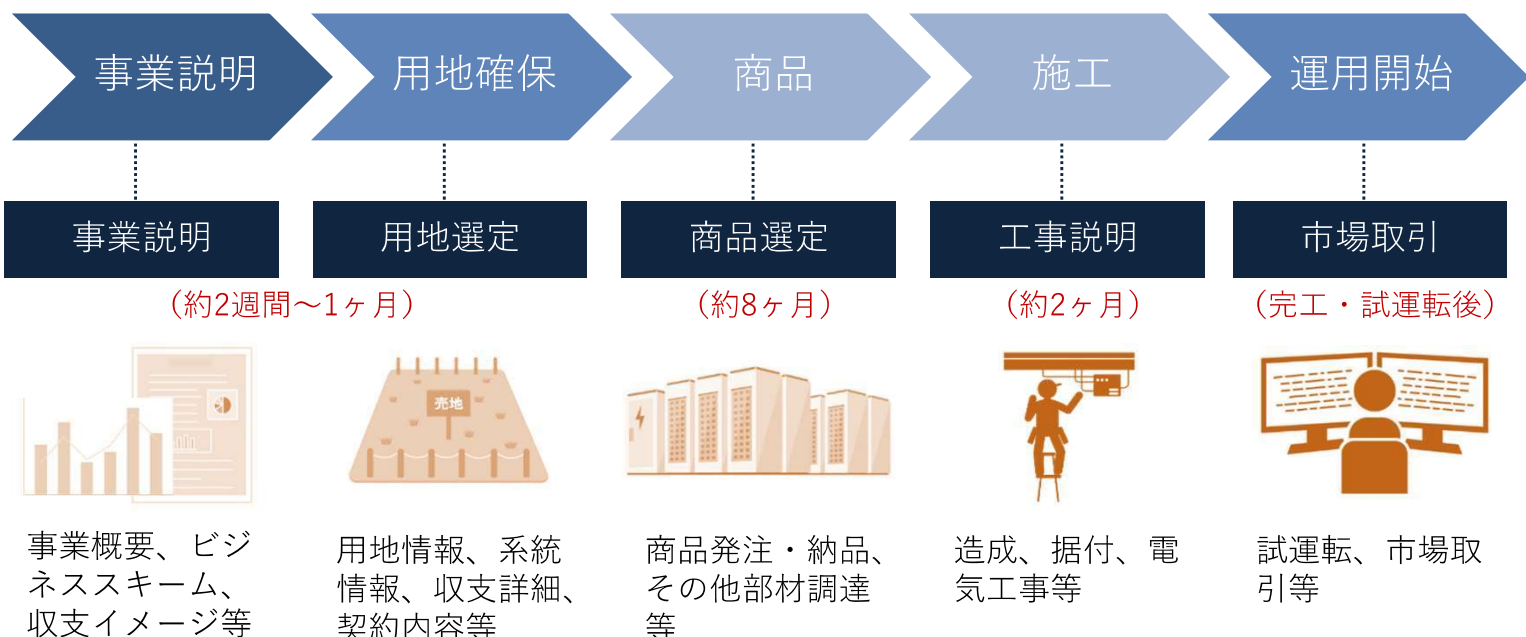 事業説明
用地確保
商品
施工
運用開始
事業説明
用地選定
商品選定
工事説明
市場取引
(約2週間～1ヶ月)
(約8ヶ月)
(約2ヶ月)
(完工・試運転後)
売地
事業概要、ビジ
ネススキーム、
収支イメージ等
用地情報、系統
情報、収支詳細、
契約内容等
商品発注・納品、
その他部材調達
等
造成、据付、電
気工事等
試運転、市場取
引等